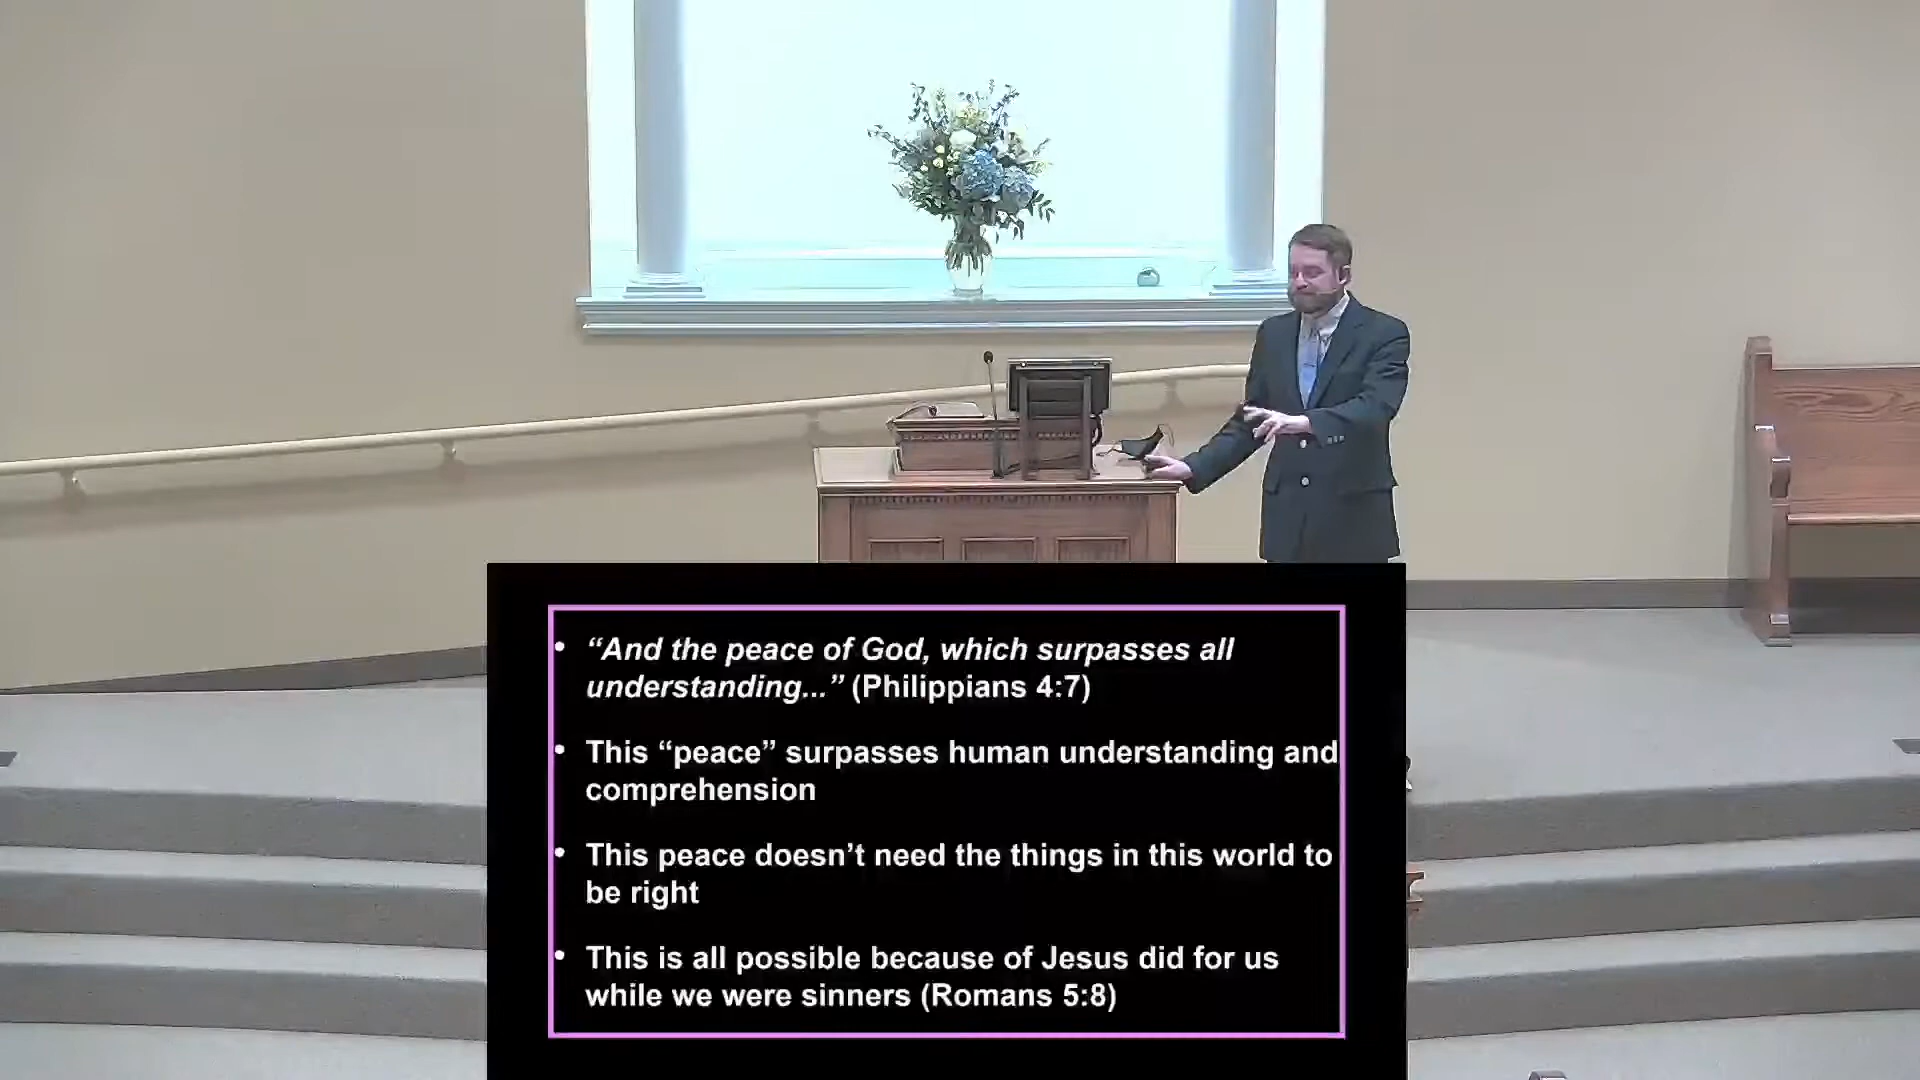 • “And the peace of God, which surpasses all
understanding...” (Philippians 4:7)
• This “peace” surpasses human understanding and
comprehension
• This peace doesn’t need the things in this world to
be right
• This is all possible because of Jesus did for us
while we were sinners (Romans 5:8)